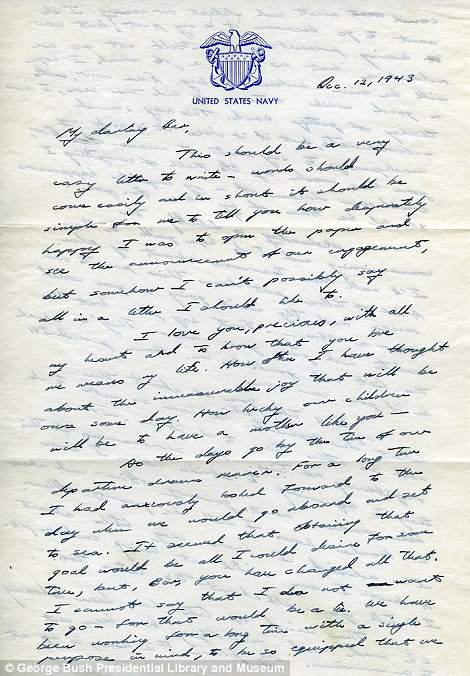 UNITED STATES NAVY
Dec. 12, 1943
My darling Bar,
This should be a very
easy letter to write — words should
come easily and in short it should be
simple for me to tell you how desperately
happy I was to open the paper and
see the announcement of our engagement,
but somehow I can't possibly say
all in a letter I should like to.
I love you, precious, with all
my heart and to know that you love
me means my life. How often I have thought
about the immeasurable joy that will be
ours some day. How lucky our children
will be to have a mother like you —
As the days go by the time of our
departure draws nearer. For a long time
I had anxiously looked forward to the
day when we would go aboard and set
to sea. It seemed that obtaining that
goal would be all I could desire for some
time, but, Bar, you have changed all that.
I cannot say that I do not want
to go — for that would be a lie. We have
been working for a long time with a single
purpose in mind, to be so equipped that we
© George Bush Presidential Library and Museum